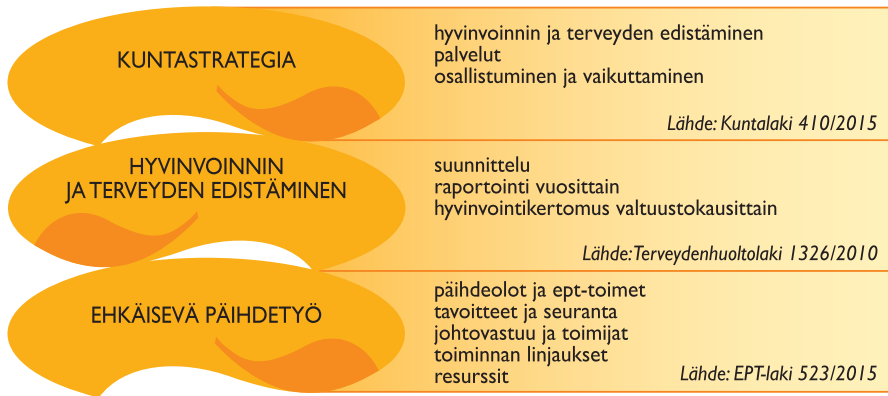 KUNTASTRATEGIA
hyvinvoinnin ja terveyden edistäminen
palvelut
osallistuminen ja vaikuttaminen
Lähde: Kuntalaki 410/2015
HYVINVOINNIN
JA TERVEYDEN EDISTÄMINEN
suunnittelu
raportointi vuosittain
hyvinvointikertomus valtuustokausittain
Lähde: Terveydenhuoltolaki 1326/2010
EHKÄISEVÄ PÄIHDETYÖ
päihdeolot ja ept-toimet
tavoitteet ja seuranta
johtovastuu ja toimijat
toiminnan linjaukset
resurssit
Lähde: EPT-laki 523/2015